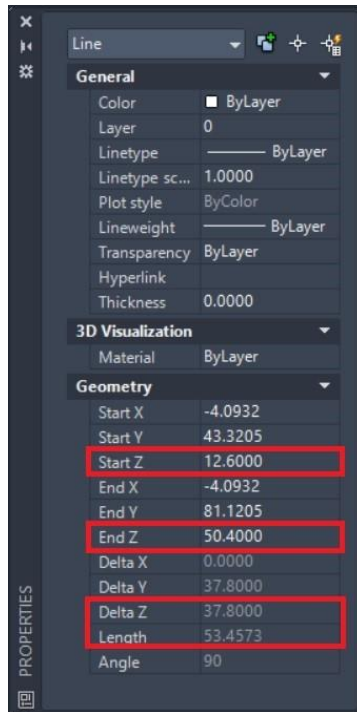 Line
General
Color ByLayer
Layer 0
Linetype ByLayer
Linetype sc... 1.0000
Plot style ByColor
Lineweight ByLayer
Transparency ByLayer
Hyperlink
Thickness 0.0000
3D Visualization
Material ByLayer
Geometry
Start X -4.0932
Start Y 43.3205
Start Z 12.6000
End X -4.0932
End Y 81.1205
End Z 50.4000
Delta X 0.0000
Delta Y 37.8000
Delta Z 37.8000
Length 53.4573
Angle 90
PROPERTIES